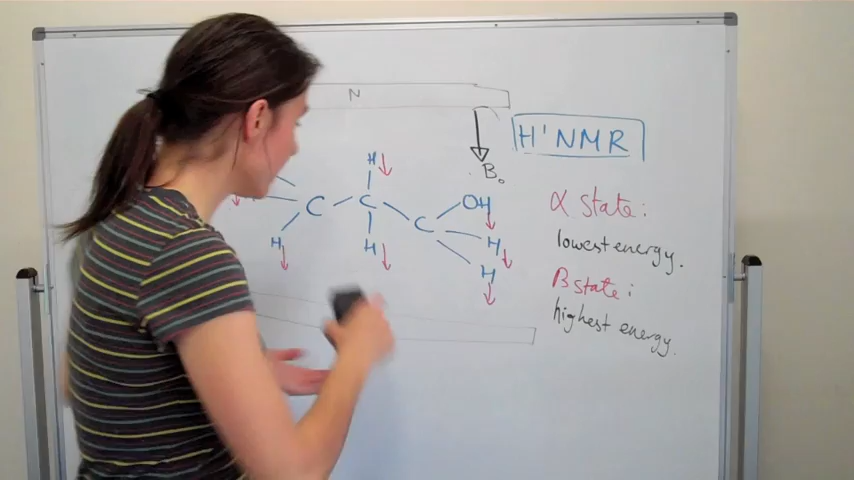 N
H'NMR
B₀
H
C
C
C
OH
H
H
H
H
α state:
lowest energy.
β state:
highest energy.